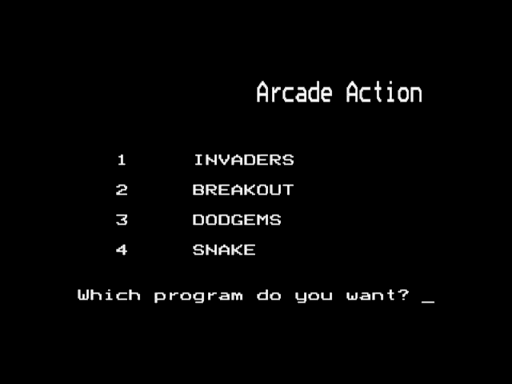 Arcade Action
1 INVADERS
2 BREAKOUT
3 DODGEMS
4 SNAKE
Which program do you want? _